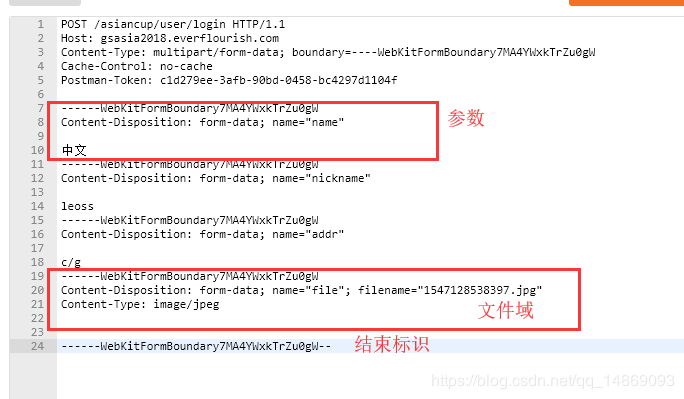 1 POST /asiancup/user/login HTTP/1.1
2 Host: gsasia2018.everflourish.com
3 Content-Type: multipart/form-data; boundary=----WebKitFormBoundary7MA4YWxkTrZu0gW
4 Cache-Control: no-cache
5 Postman-Token: c1d279ee-3afb-90bd-0458-bc4297d1104f
6
7 ------WebKitFormBoundary7MA4YWxkTrZu0gW
8 Content-Disposition: form-data; name="name" 参数
9
10 中文
11 ------WebKitFormBoundary7MA4YWxkTrZu0gW
12 Content-Disposition: form-data; name="nickname"
13
14 leoss
15 ------WebKitFormBoundary7MA4YWxkTrZu0gW
16 Content-Disposition: form-data; name="addr"
17
18 c/g
19 ------WebKitFormBoundary7MA4YWxkTrZu0gW
20 Content-Disposition: form-data; name="file"; filename="1547128538397.jpg"
21 Content-Type: image/jpeg 文件域
22
23
24 ------WebKitFormBoundary7MA4YWxkTrZu0gW-- 结束标识
https://blog.csdn.net/qq_14869093